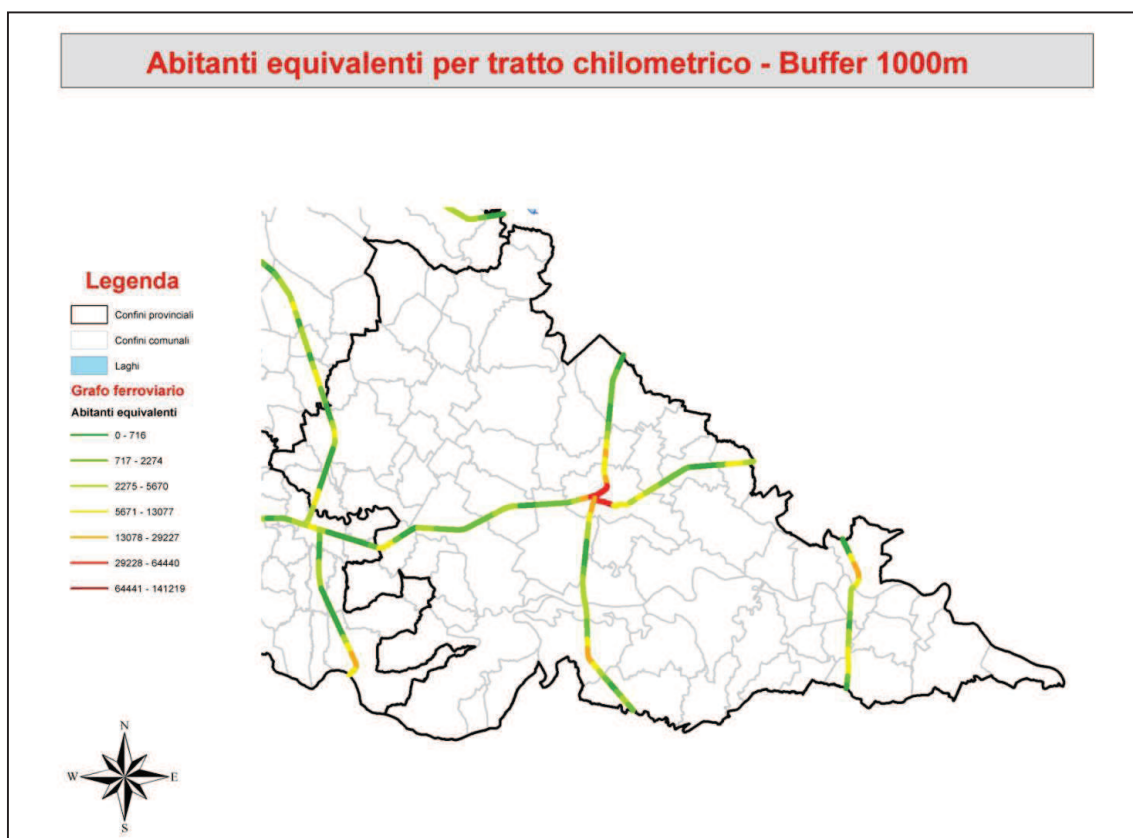 Abitanti equivalenti per tratto chilometrico - Buffer 1000m
Legenda
Confini provinciali
Confini comunali
Laghi
Grafo ferroviario
Abitanti equivalenti
0 - 716
717 - 2274
2275 - 5670
5671 - 13077
13078 - 29227
29228 - 64440
64441 - 141219
N
W E
S